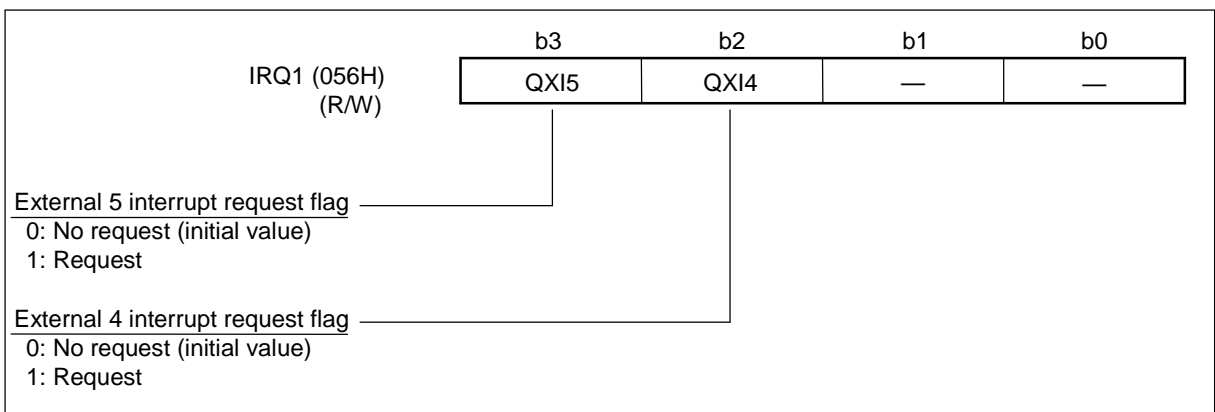 b3 b2 b1 b0
IRQ1 (056H) QXI5 QXI4 — —
(R/W)
External 5 interrupt request flag
0: No request (initial value)
1: Request
External 4 interrupt request flag
0: No request (initial value)
1: Request